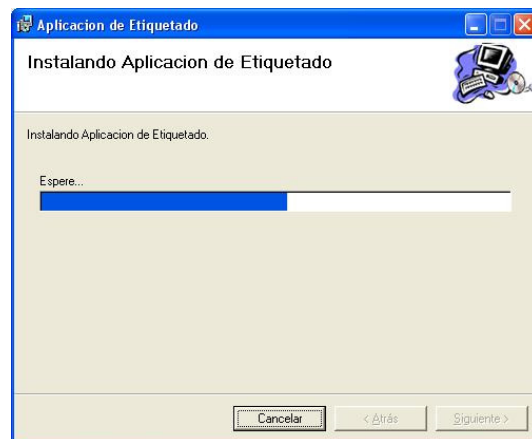 Aplicacion de Etiquetado
Instalando Aplicacion de Etiquetado
Instalando Aplicacion de Etiquetado.
Espere...
Cancelar
< Atrás
Siguiente >